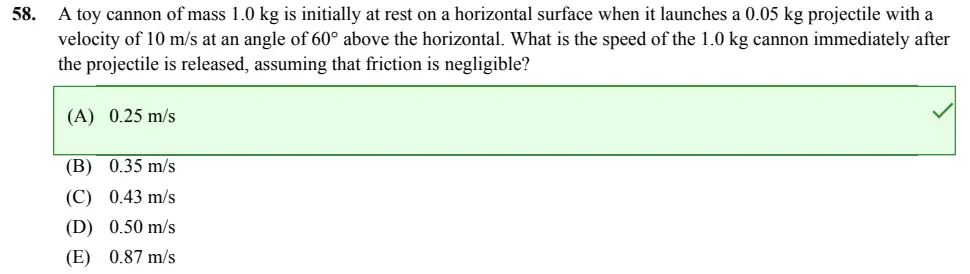 58. A toy cannon of mass 1.0 kg is initially at rest on a horizontal surface when it launches a 0.05 kg projectile with a
velocity of 10 m/s at an angle of 60° above the horizontal. What is the speed of the 1.0 kg cannon immediately after
the projectile is released, assuming that friction is negligible?
(A) 0.25 m/s
(B) 0.35 m/s
(C) 0.43 m/s
(D) 0.50 m/s
(E) 0.87 m/s